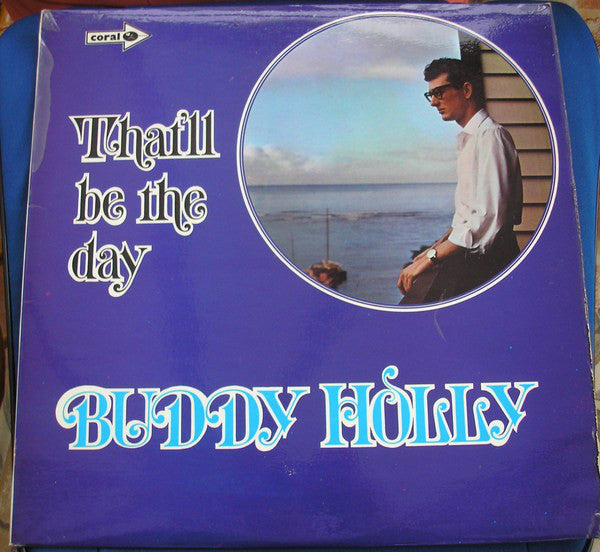 coral
That'll
be the
day
BUDDY HOLLY